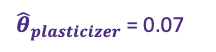 θ̂plasticizer = 0.07